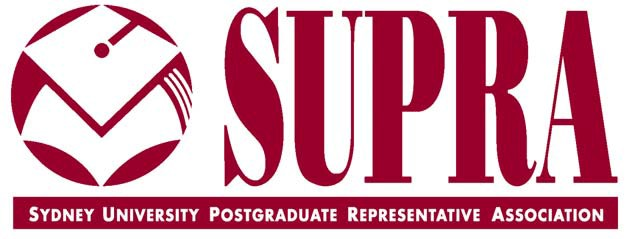 SUPRA
SYDNEY UNIVERSITY POSTGRADUATE REPRESENTATIVE ASSOCIATION